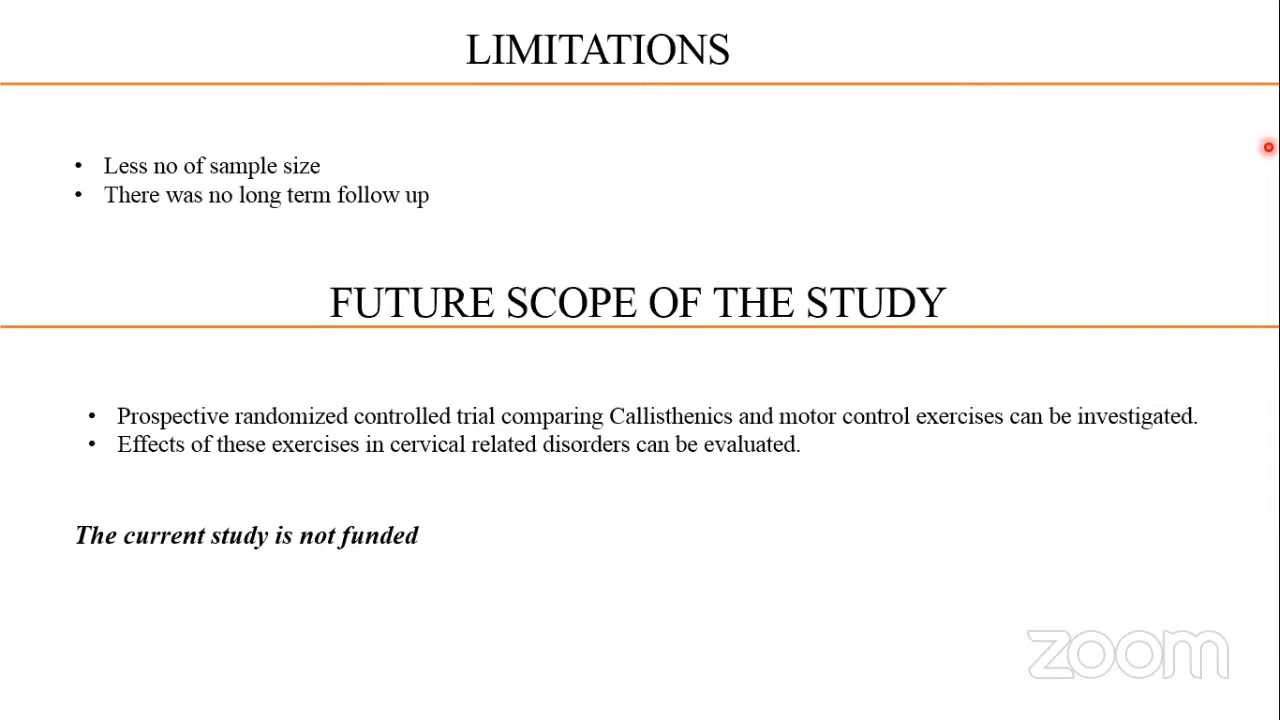 LIMITATIONS
• Less no of sample size
• There was no long term follow up
FUTURE SCOPE OF THE STUDY
• Prospective randomized controlled trial comparing Callisthenics and motor control exercises can be investigated.
• Effects of these exercises in cervical related disorders can be evaluated.
The current study is not funded
zoom